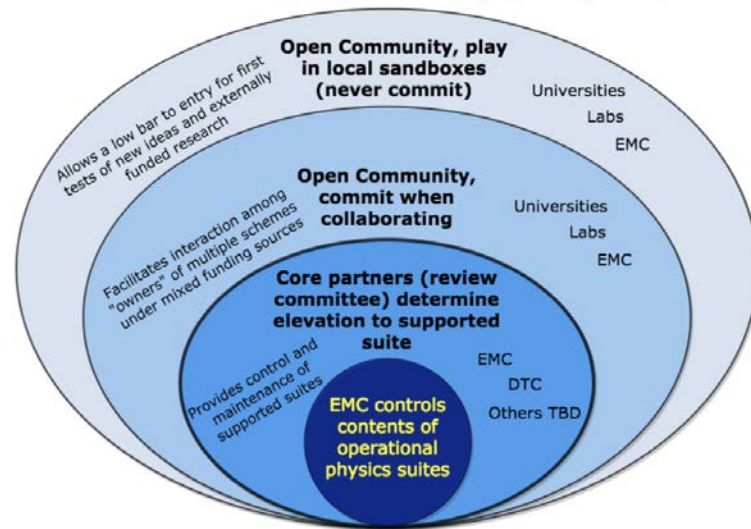 Open Community, play
in local sandboxes
(never commit)
Allows a low bar to entry for first
tests of new ideas and externally
funded research
Universities
Labs
EMC
Open Community,
commit when
collaborating
Facilitates interaction among
"owners" of multiple schemes
under mixed funding sources
Universities
Labs
EMC
Core partners (review
committee) determine
elevation to supported
suite
Provides control and
maintenance of
supported suites
EMC
DTC
Others TBD
EMC controls
contents of
operational
physics suites